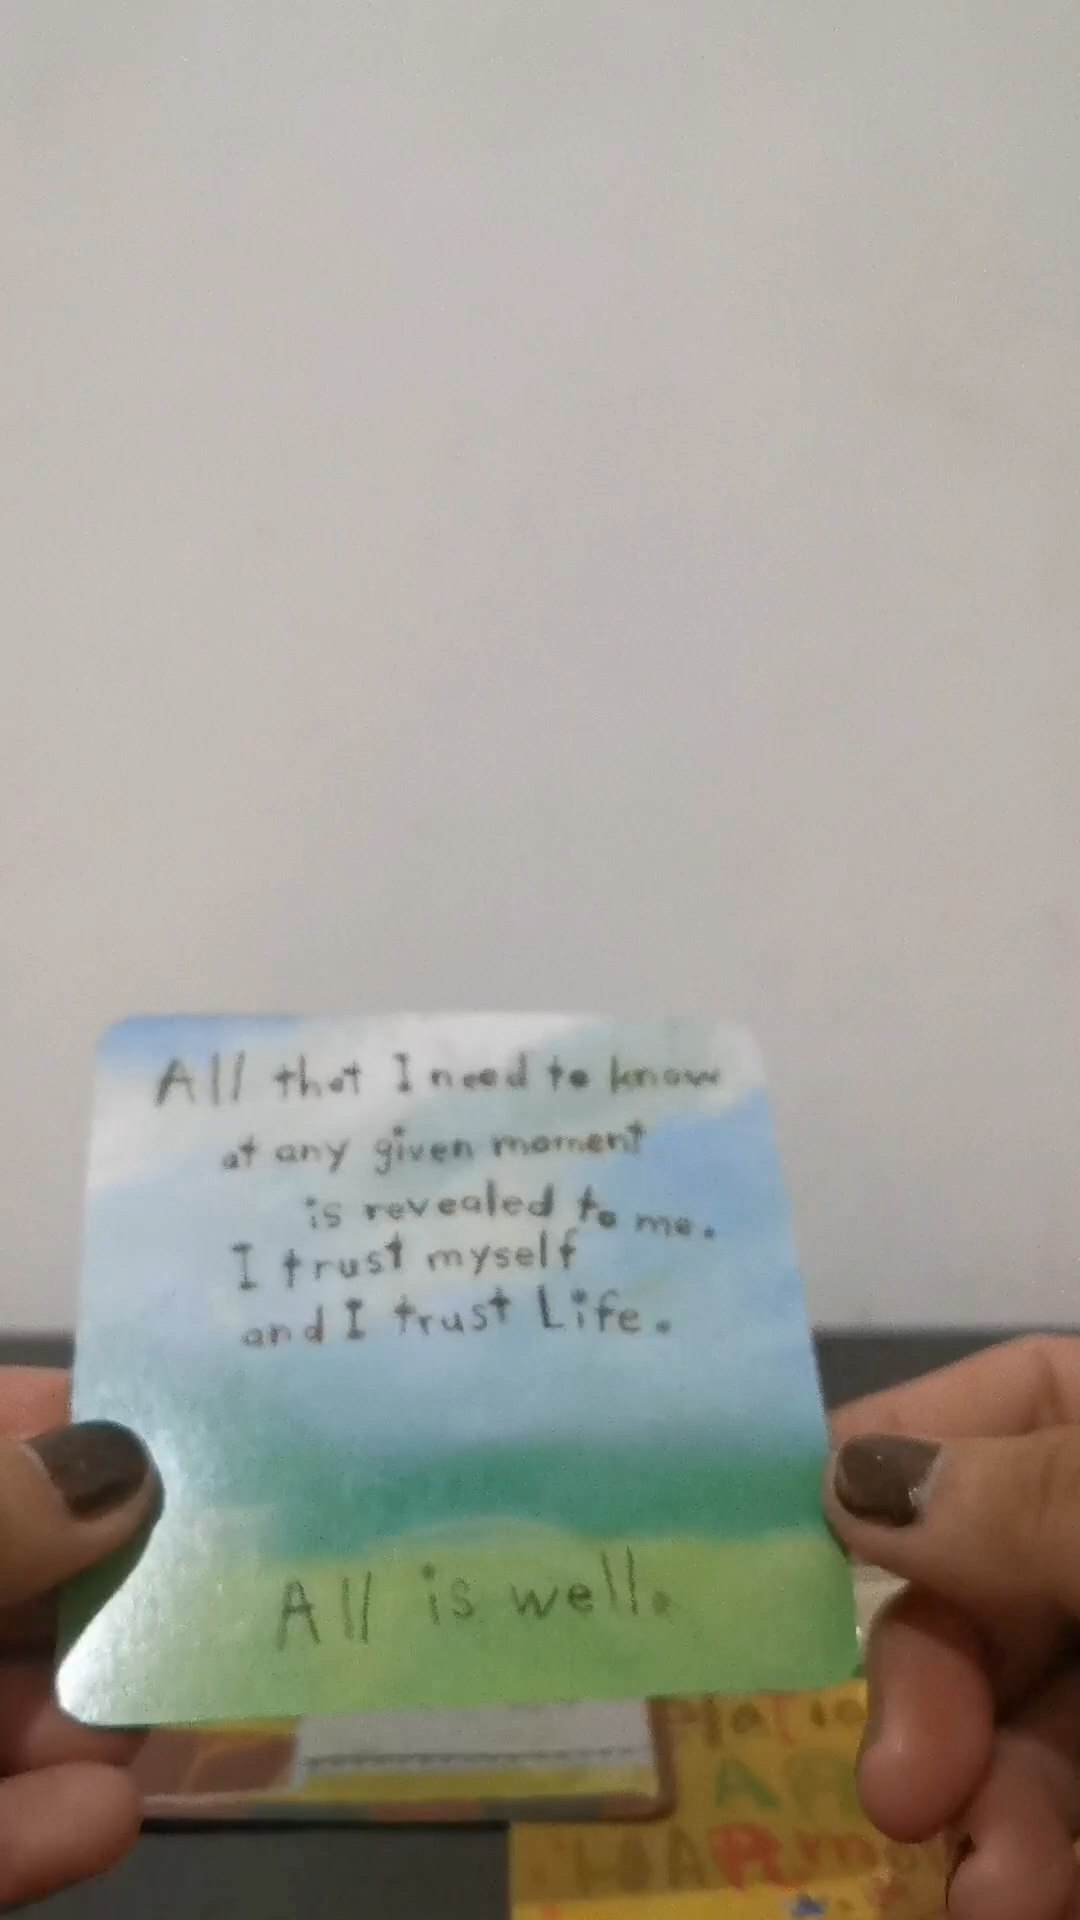 All that I need to know
at any given moment
is revealed to me.
I trust myself
and I trust Life.
All is well.